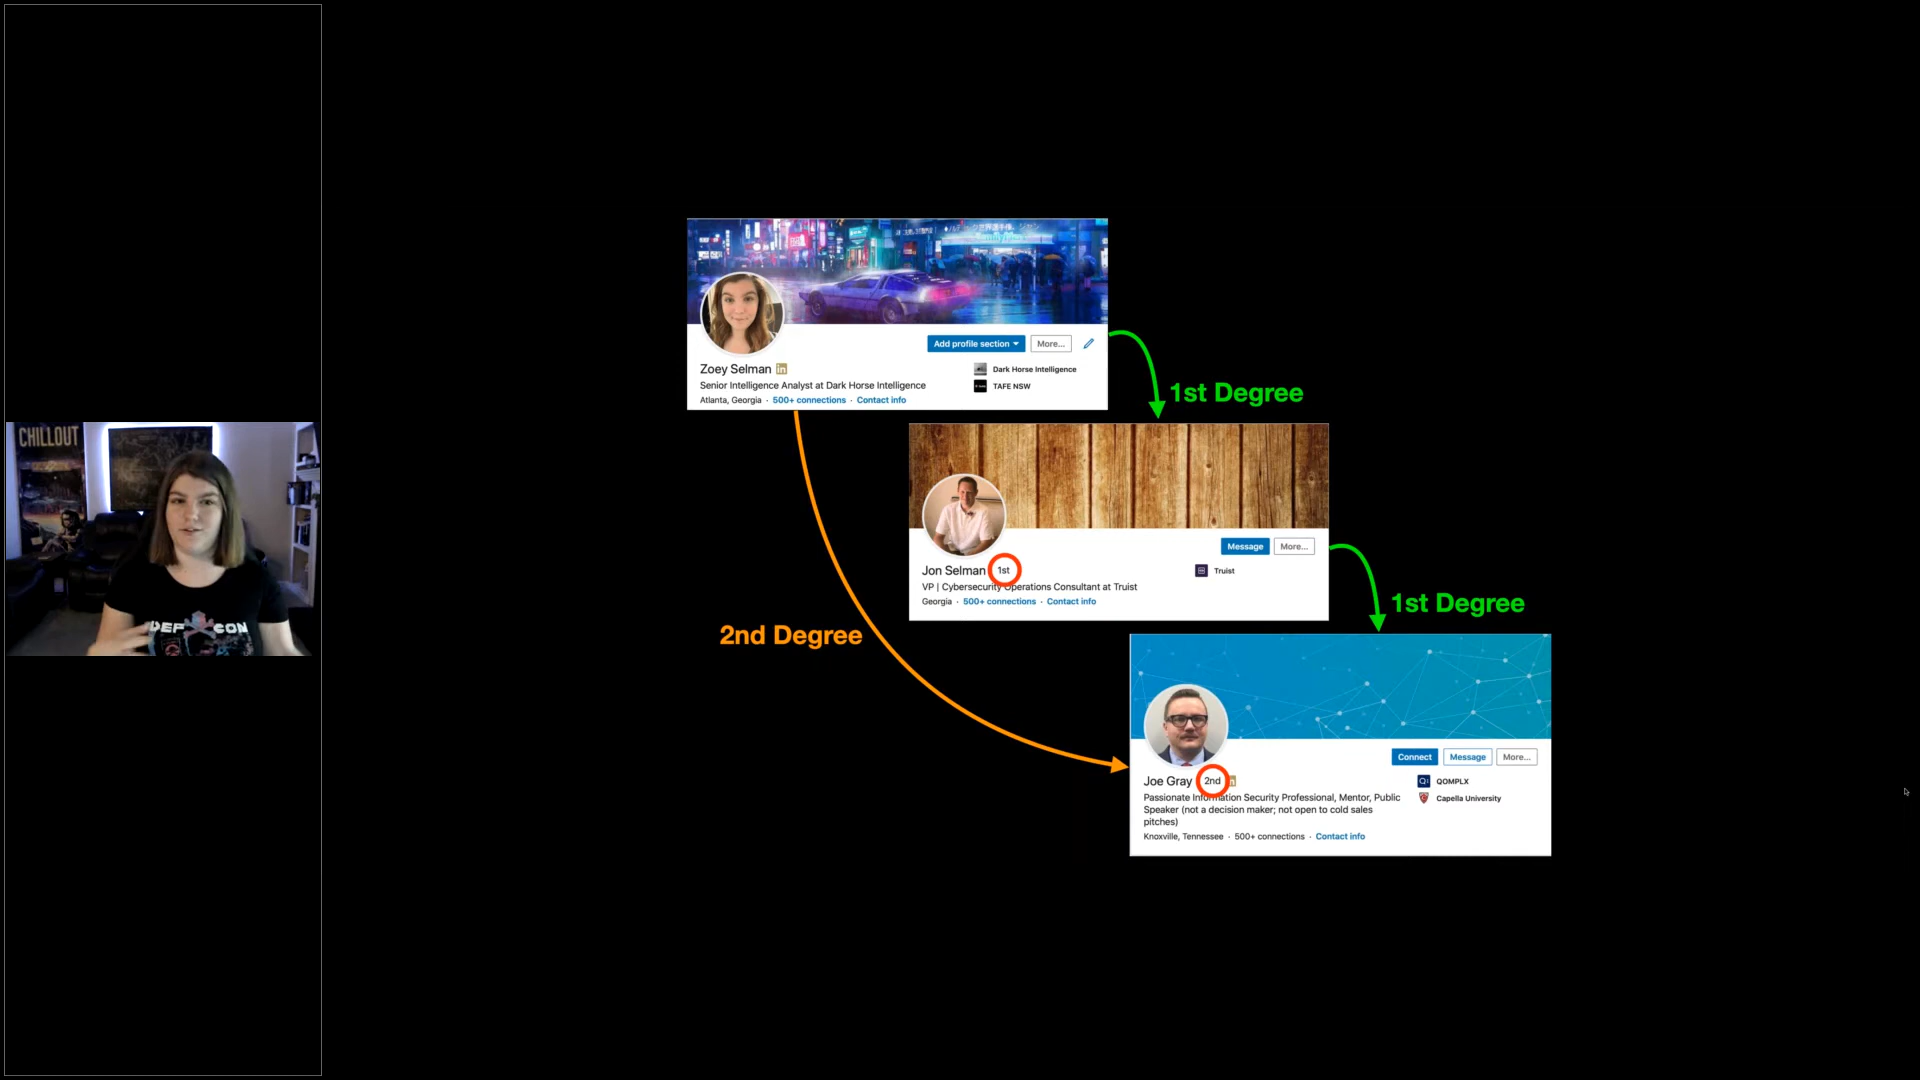 CHILLOUT
DEF CON
Add profile section
More...
Zoey Selman
Senior Intelligence Analyst at Dark Horse Intelligence
Atlanta, Georgia · 500+ connections · Contact info
Dark Horse Intelligence
TAFE NSW
1st Degree
Message
More...
Jon Selman 1st
VP | Cybersecurity Operations Consultant at Truist
Georgia · 500+ connections · Contact info
Truist
1st Degree
2nd Degree
Connect
Message
More...
Joe Gray 2nd
Passionate Information Security Professional, Mentor, Public
Speaker (not a decision maker; not open to cold sales
pitches)
Knoxville, Tennessee · 500+ connections · Contact info
QOMPLX
Capella University